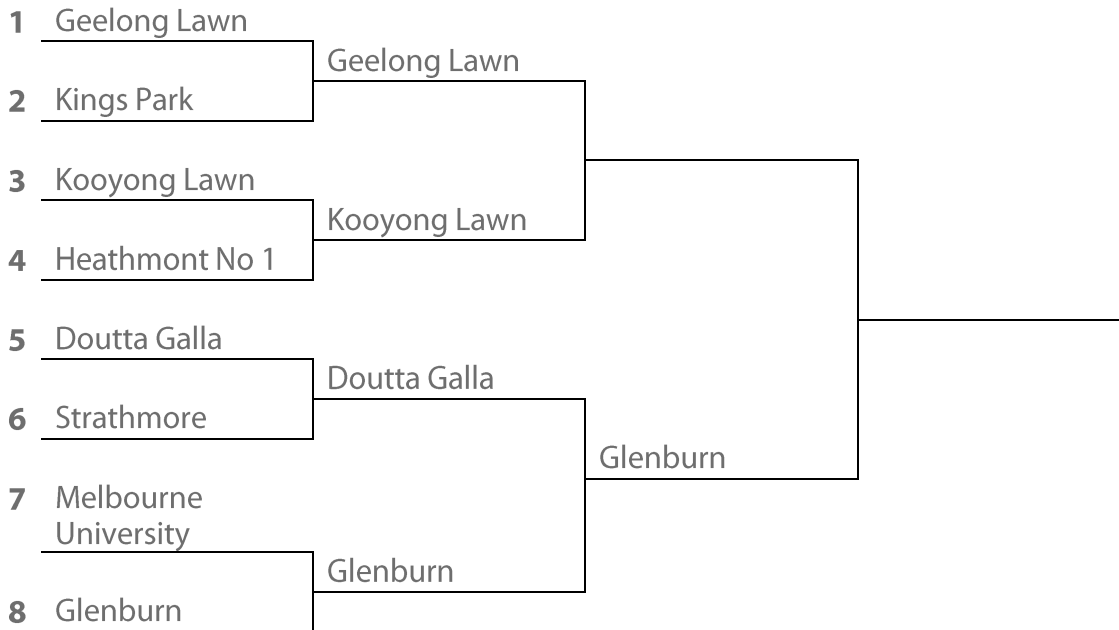 1 Geelong Lawn
Geelong Lawn
2 Kings Park
3 Kooyong Lawn
Kooyong Lawn
4 Heathmont No 1
5 Doutta Galla
Doutta Galla
6 Strathmore
Glenburn
7 Melbourne
University
Glenburn
8 Glenburn